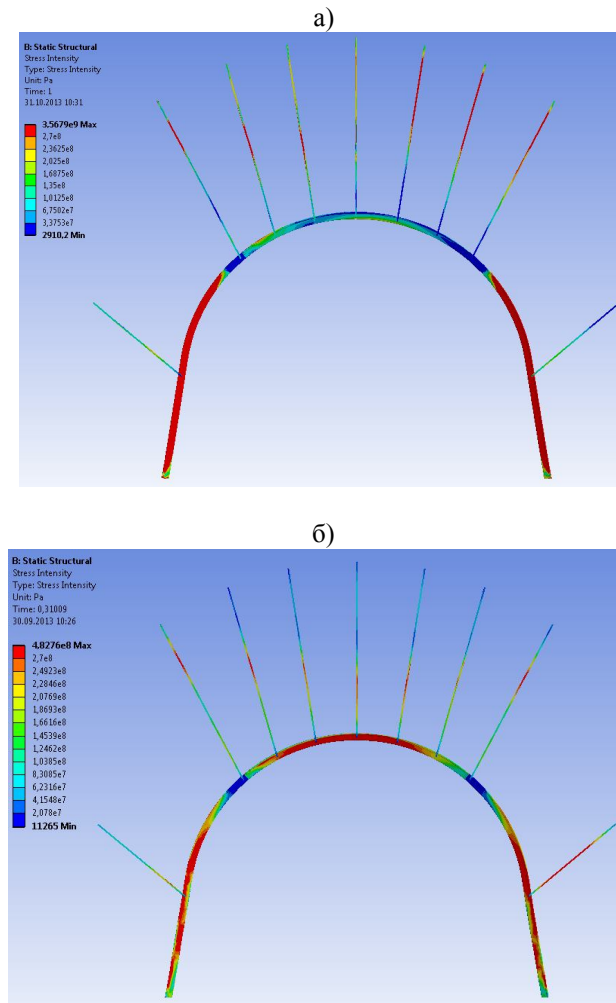 а)
B: Static Structural
Stress Intensity
Type: Stress Intensity
Unit: Pa
Time: 1
31.10.2013 10:31
3,5679e9 Max
2,7e8
2,3625e8
2,025e8
1,6875e8
1,35e8
1,0125e8
6,7502e7
3,3753e7
2910,2 Min
б)
B: Static Structural
Stress Intensity
Type: Stress Intensity
Unit: Pa
Time: 0,31009
30.09.2013 10:26
4,8276e8 Max
2,7e8
2,4923e8
2,2846e8
2,0769e8
1,8693e8
1,6616e8
1,4539e8
1,2462e8
1,0385e8
8,3085e7
6,2316e7
4,1548e7
2,078e7
11265 Min